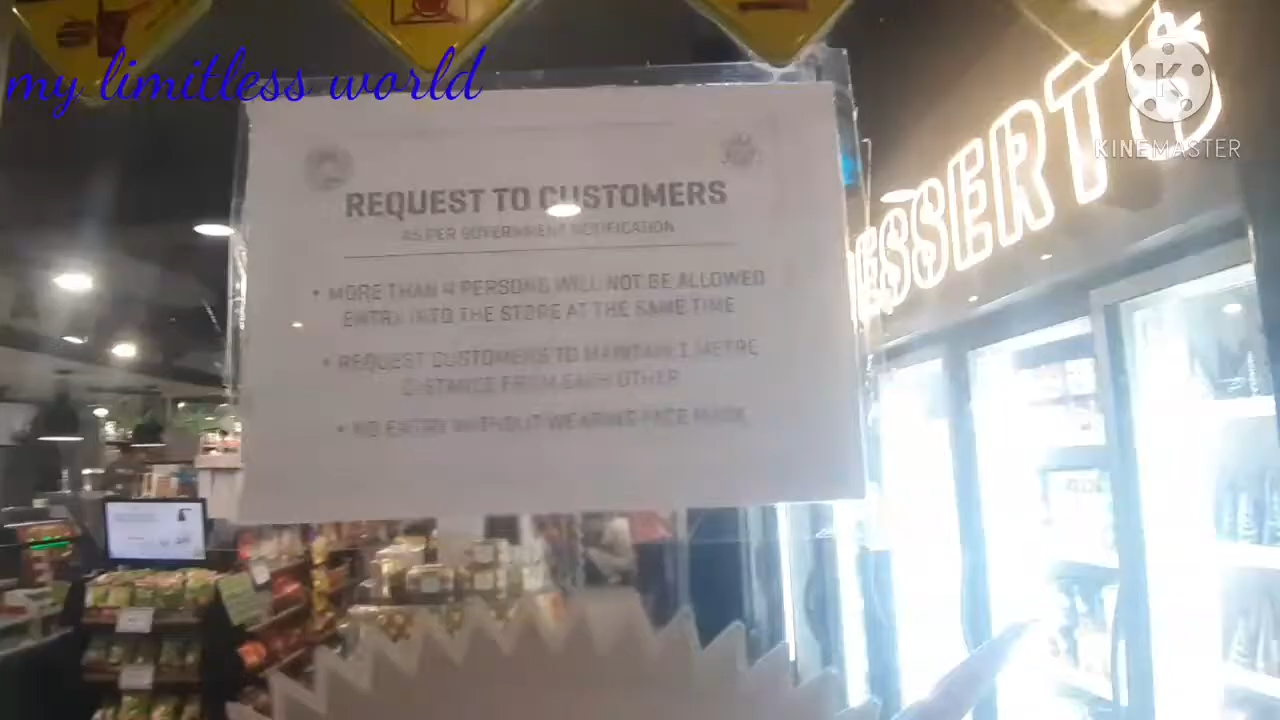 my limitless world
KINEMASTER
REQUEST TO CUSTOMERS
AS PER GOVERNMENT NOTIFICATION
• MORE THAN 4 PERSONS WILL NOT BE ALLOWED
ENTRY INTO THE STORE AT THE SAME TIME
• REQUEST CUSTOMERS TO MAINTAIN 1 METRE
DISTANCE FROM EACH OTHER
• NO ENTRY WITHOUT WEARING FACE MASK
DESSERTS